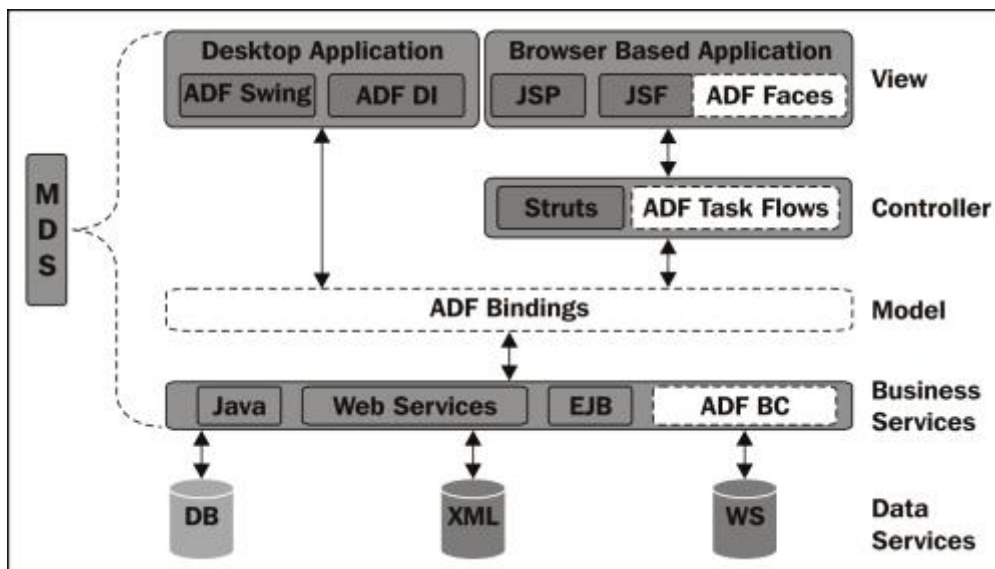 Desktop Application
Browser Based Application
ADF Swing
ADF DI
JSP
JSF
ADF Faces
View
M
D
S
Struts
ADF Task Flows
Controller
ADF Bindings
Model
Java
Web Services
EJB
ADF BC
Business
Services
DB
XML
WS
Data
Services